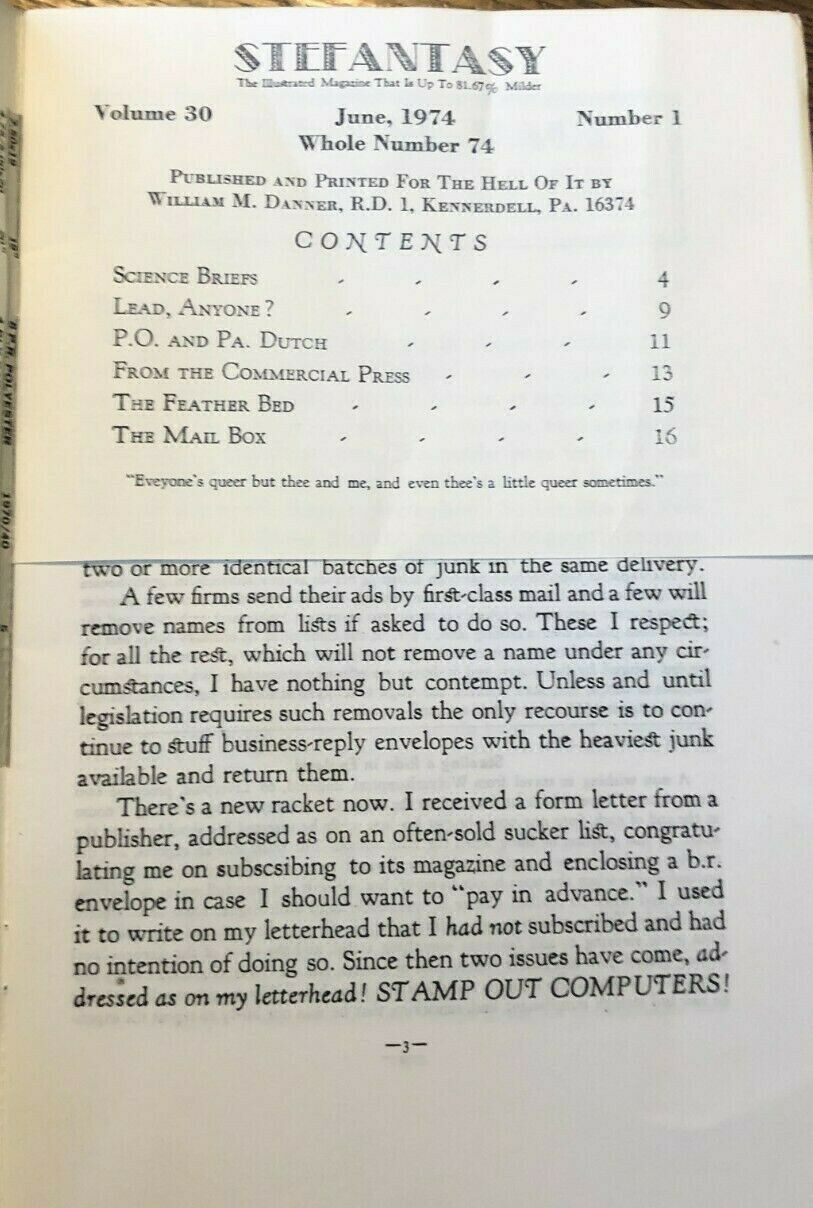 STEFANTASY
The Illustrated Magazine That Is Up To 81.67% Milder
Volume 30 June, 1974 Number 1
Whole Number 74
Published and Printed For The Hell Of It by
William M. Danner, R.D. 1, Kennerdell, Pa. 16374
CONTENTS
Science Briefs - - - - 4
Lead, Anyone? - - - - 9
P.O. and Pa. Dutch - - - 11
From the Commercial Press - - - 13
The Feather Bed - - - - 15
The Mail Box - - - - 16
"Eveyone's queer but thee and me, and even thee's a little queer sometimes."
two or more identical batches of junk in the same delivery.
A few firms send their ads by first-class mail and a few will
remove names from lists if asked to do so. These I respect;
for all the rest, which will not remove a name under any cir-
cumstances, I have nothing but contempt. Unless and until
legislation requires such removals the only recourse is to con-
tinue to stuff business-reply envelopes with the heaviest junk
available and return them.
There's a new racket now. I received a form letter from a
publisher, addressed as on an often-sold sucker list, congratu-
lating me on subscsibing to its magazine and enclosing a b.r.
envelope in case I should want to "pay in advance." I used
it to write on my letterhead that I had not subscribed and had
no intention of doing so. Since then two issues have come, ad-
dressed as on my letterhead! STAMP OUT COMPUTERS!
—3—
POLYESTER
1970/40